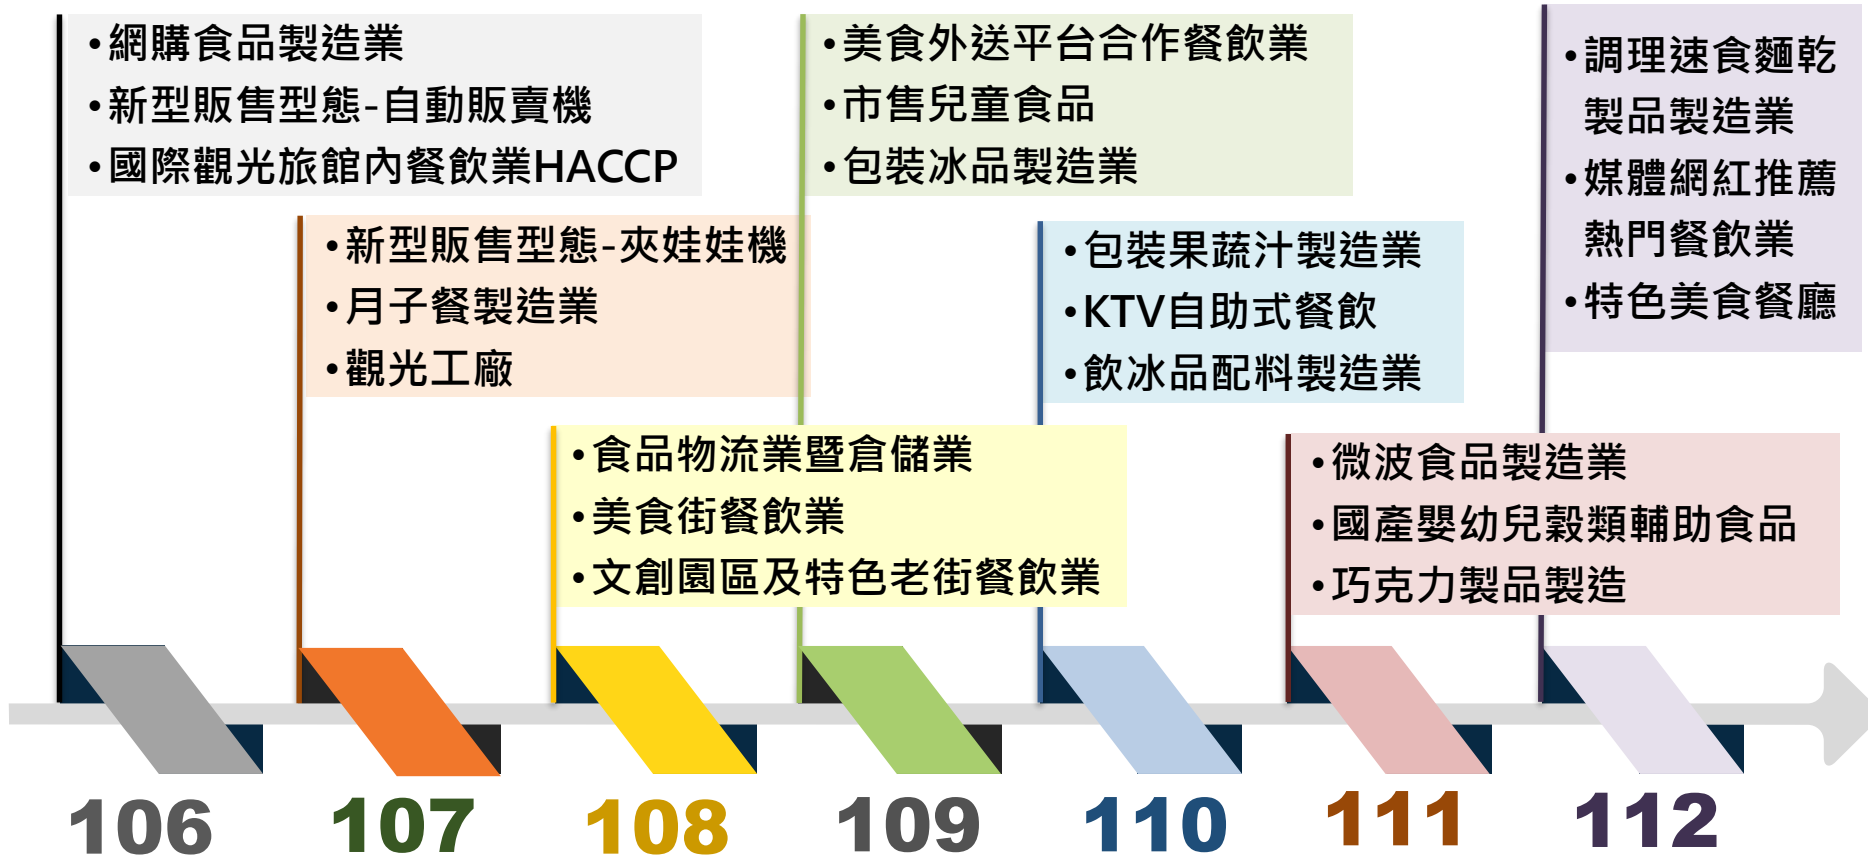 •網購食品製造業
•新型販售型態-自動販賣機
•國際觀光旅館內餐飲業HACCP
•新型販售型態-夾娃娃機
•月子餐製造業
•觀光工廠
•食品物流業暨倉儲業
•美食街餐飲業
•文創園區及特色老街餐飲業
•美食外送平台合作餐飲業
•市售兒童食品
•包裝冰品製造業
•包裝果蔬汁製造業
•KTV自助式餐飲
•飲冰品配料製造業
•微波食品製造業
•國產嬰幼兒穀類輔助食品
•巧克力製品製造
•調理速食麵乾
製品製造業
•媒體網紅推薦
熱門餐飲業
•特色美食餐廳
106
107
108
109
110
111
112